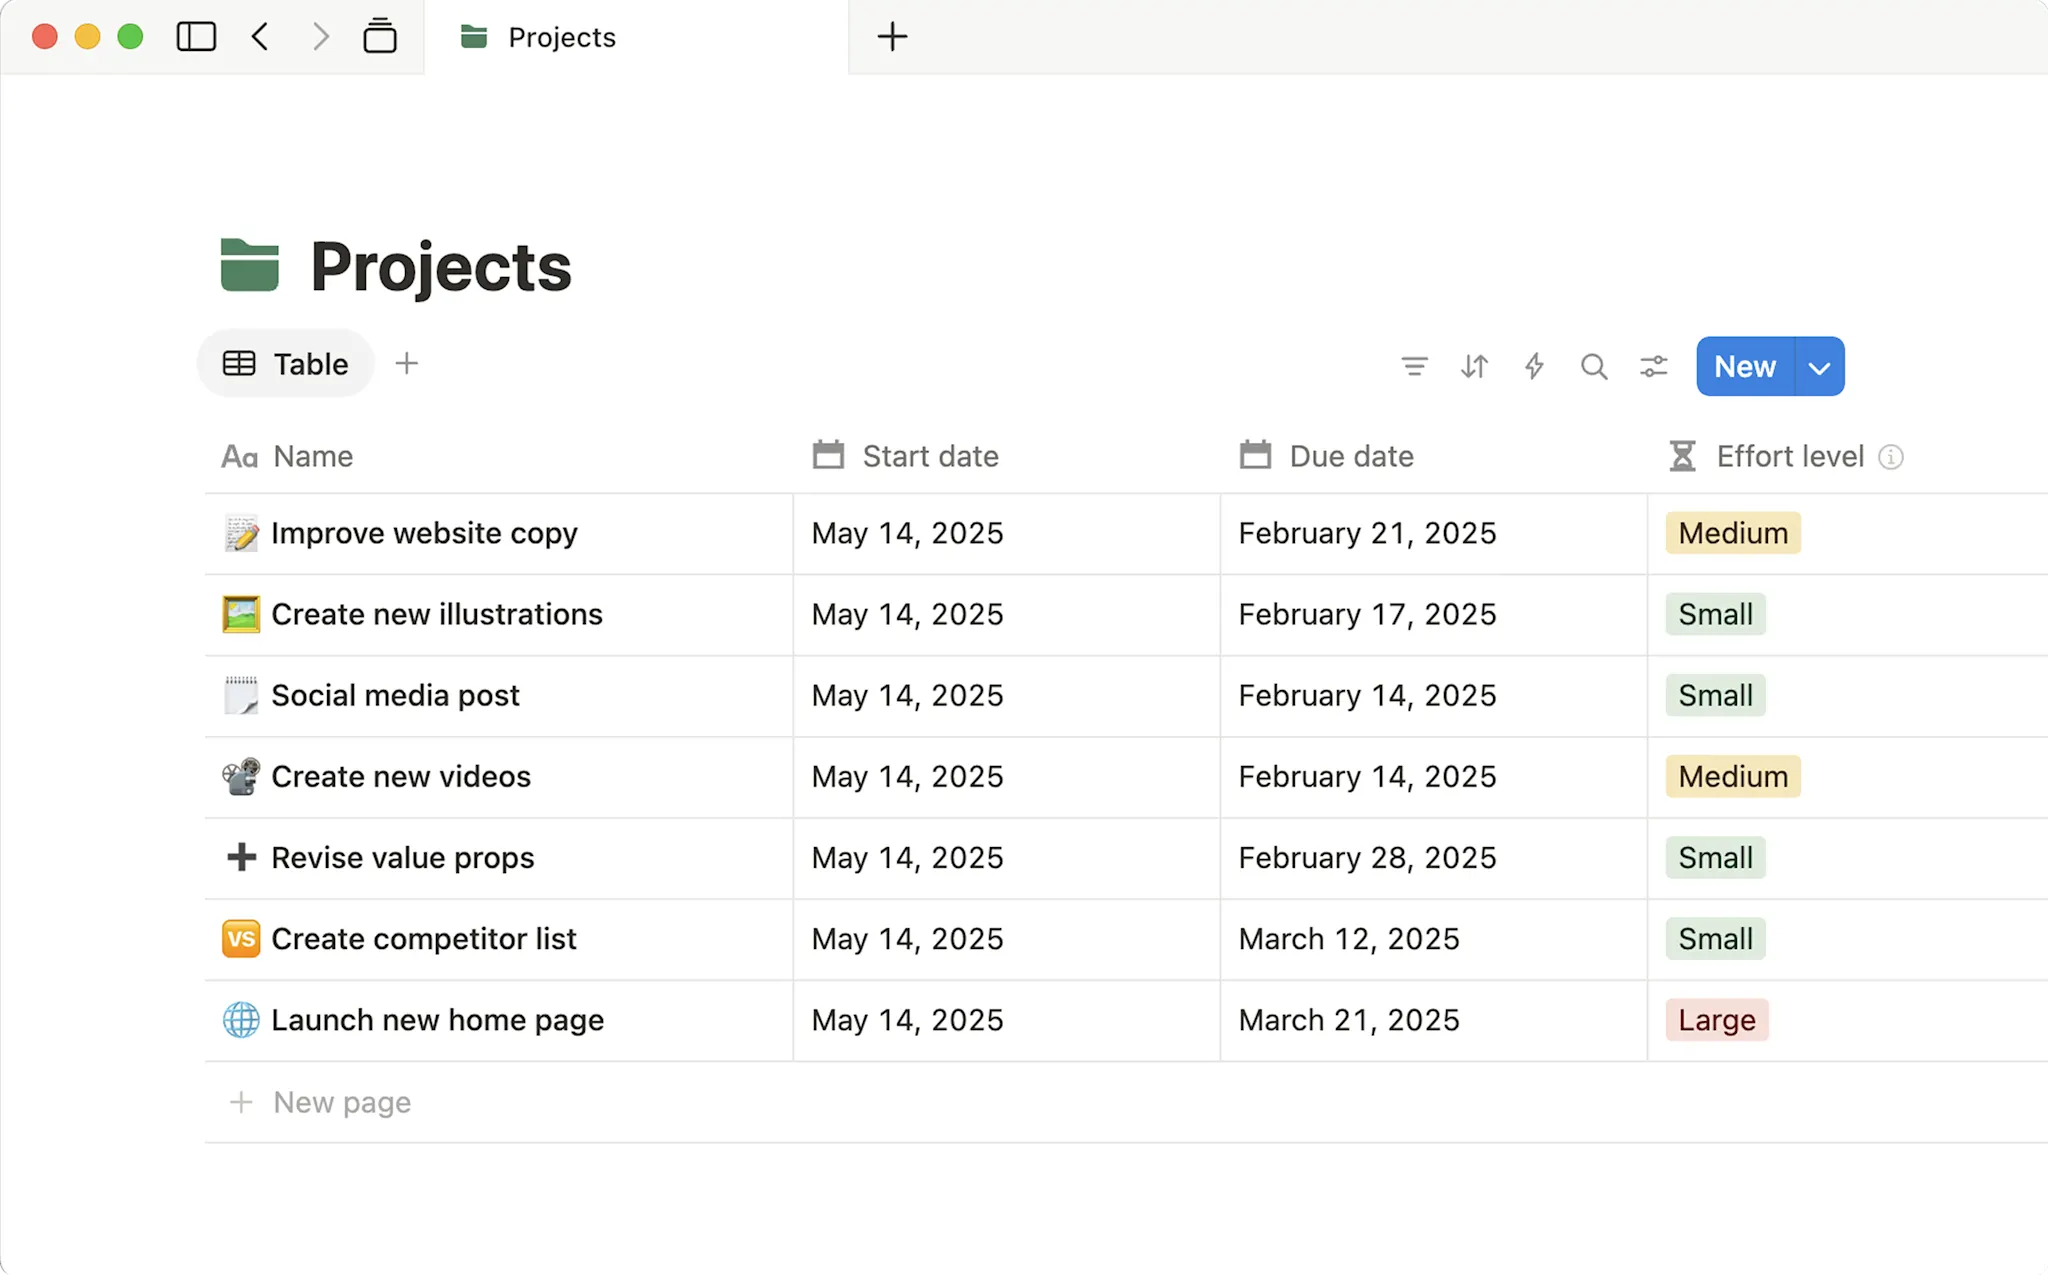 Projects
Projects
Table
New
Aa Name Start date Due date Effort level
Improve website copy May 14, 2025 February 21, 2025 Medium
Create new illustrations May 14, 2025 February 17, 2025 Small
Social media post May 14, 2025 February 14, 2025 Small
Create new videos May 14, 2025 February 14, 2025 Medium
Revise value props May 14, 2025 February 28, 2025 Small
VS Create competitor list May 14, 2025 March 12, 2025 Small
Launch new home page May 14, 2025 March 21, 2025 Large
New page